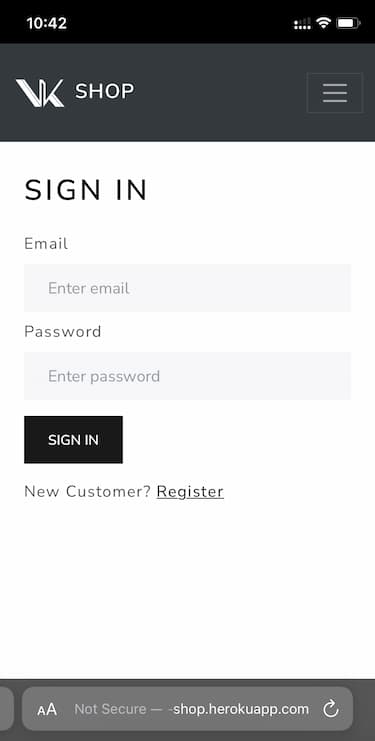 10:42
VK SHOP
SIGN IN
Email
Enter email
Password
Enter password
SIGN IN
New Customer? Register
AA Not Secure — -shop.herokuapp.com